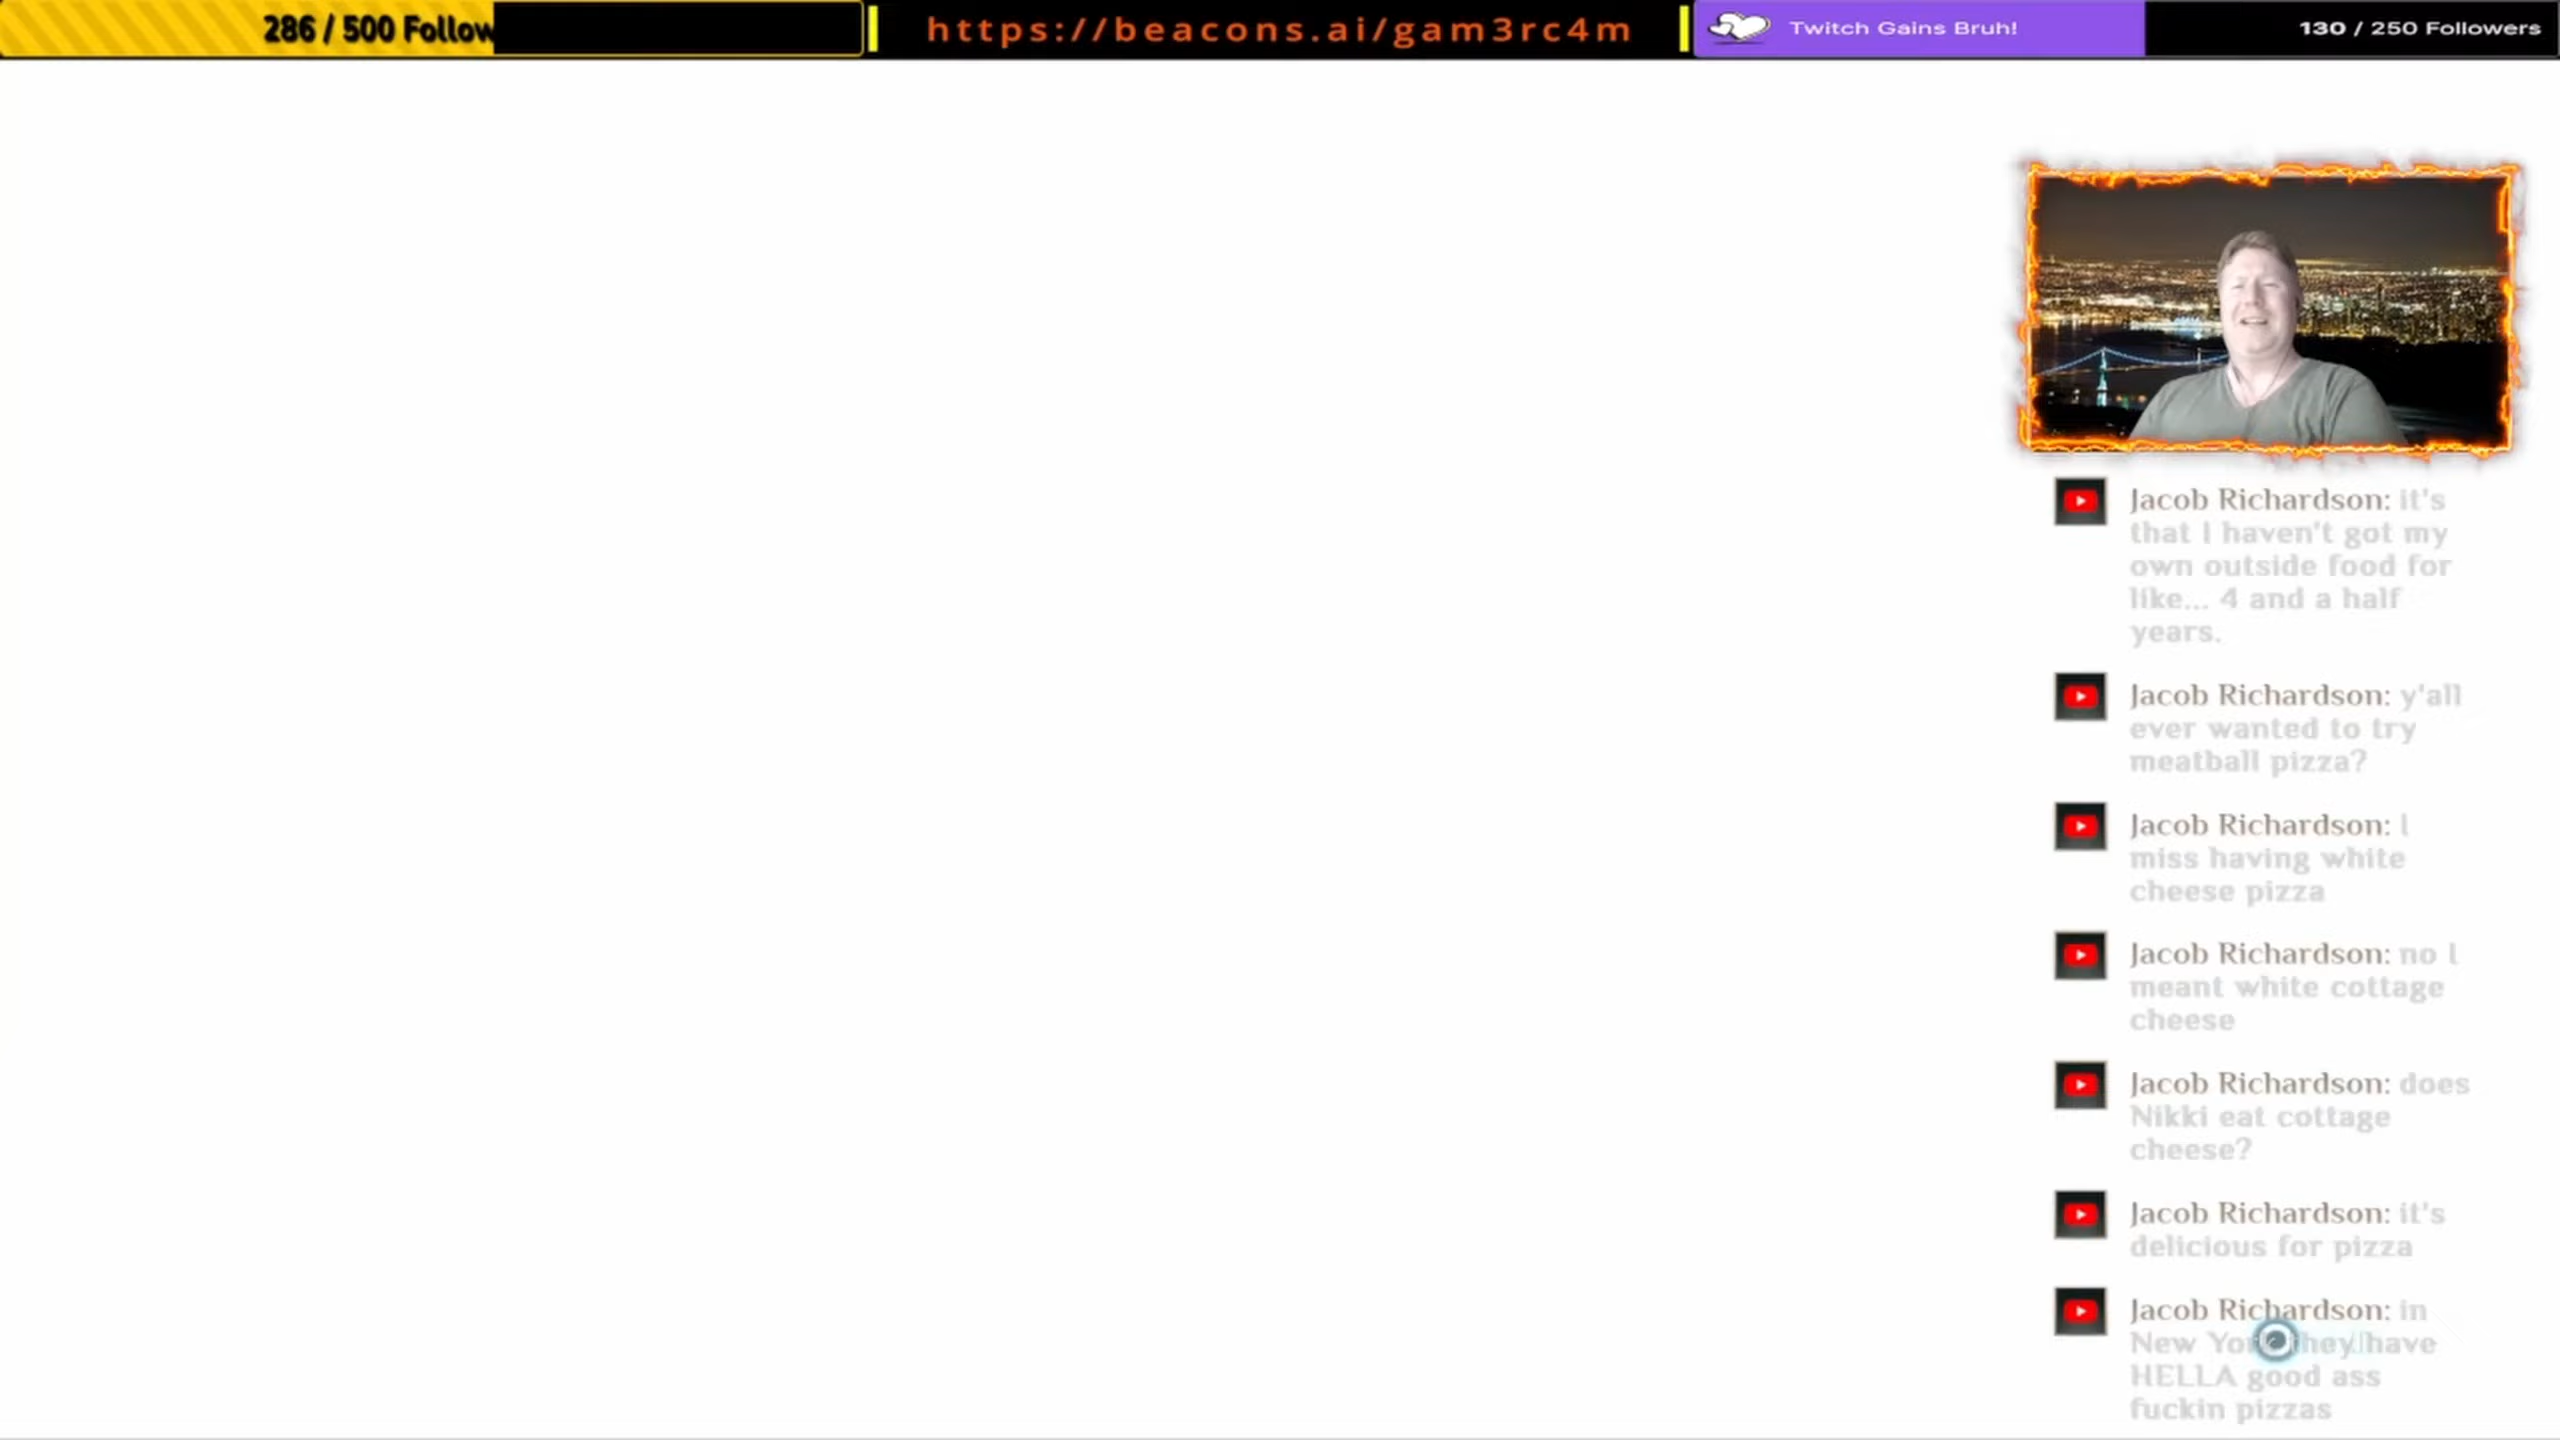 286 / 500 Follow
https://beacons.ai/gam3rc4m
Twitch Gains Bruh!
130 / 250 Followers
Jacob Richardson: it's
that I haven't got my
own outside food for
like... 4 and a half
years.
Jacob Richardson: y'all
ever wanted to try
meatball pizza?
Jacob Richardson: I
miss having white
cheese pizza
Jacob Richardson: no I
meant white cottage
cheese
Jacob Richardson: does
Nikki eat cottage
cheese?
Jacob Richardson: it's
delicious for pizza
Jacob Richardson: in
New York they have
HELLA good ass
fuckin pizzas